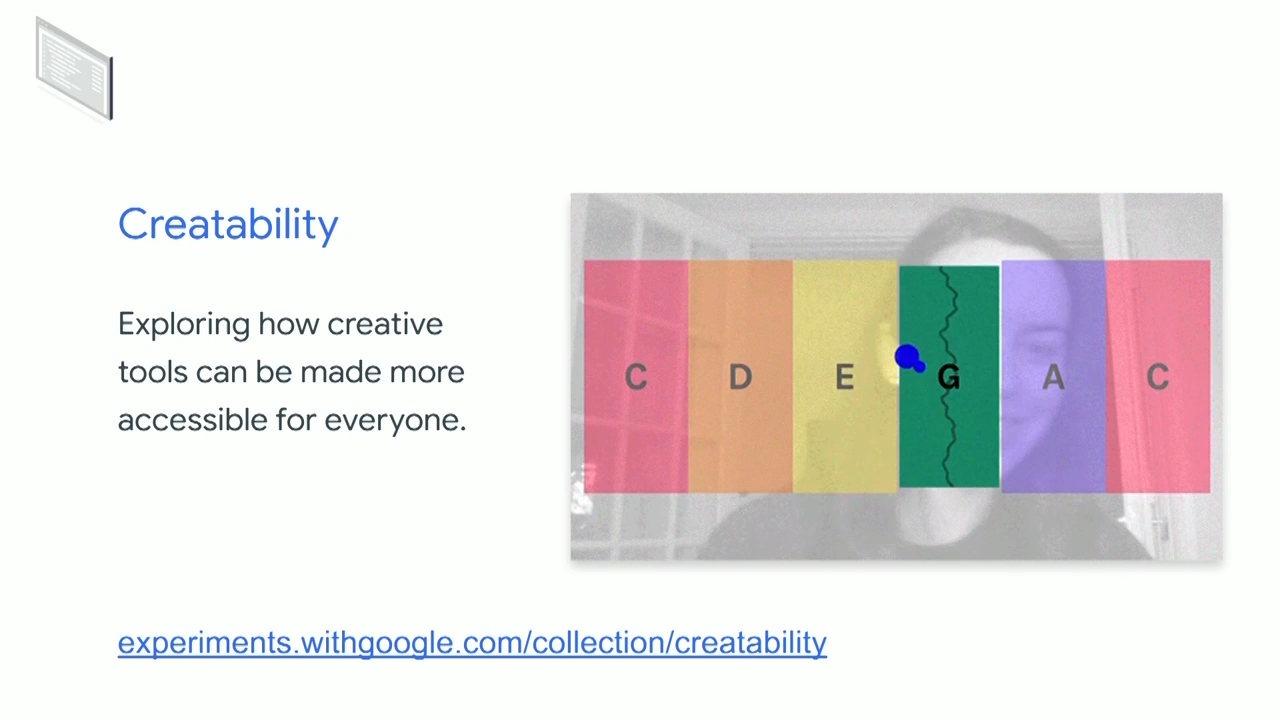 Creatability
Exploring how creative
tools can be made more
accessible for everyone.
C D E G A C
experiments.withgoogle.com/collection/creatability